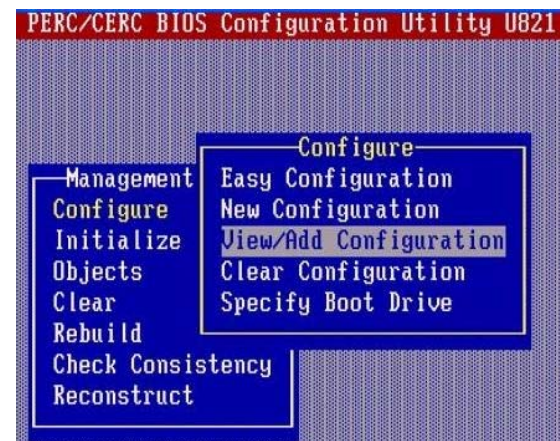 PERC/CERC BIOS Configuration Utility U821
Configure
Easy Configuration
New Configuration
View/Add Configuration
Clear Configuration
Specify Boot Drive
Management
Configure
Initialize
Objects
Clear
Rebuild
Check Consistency
Reconstruct